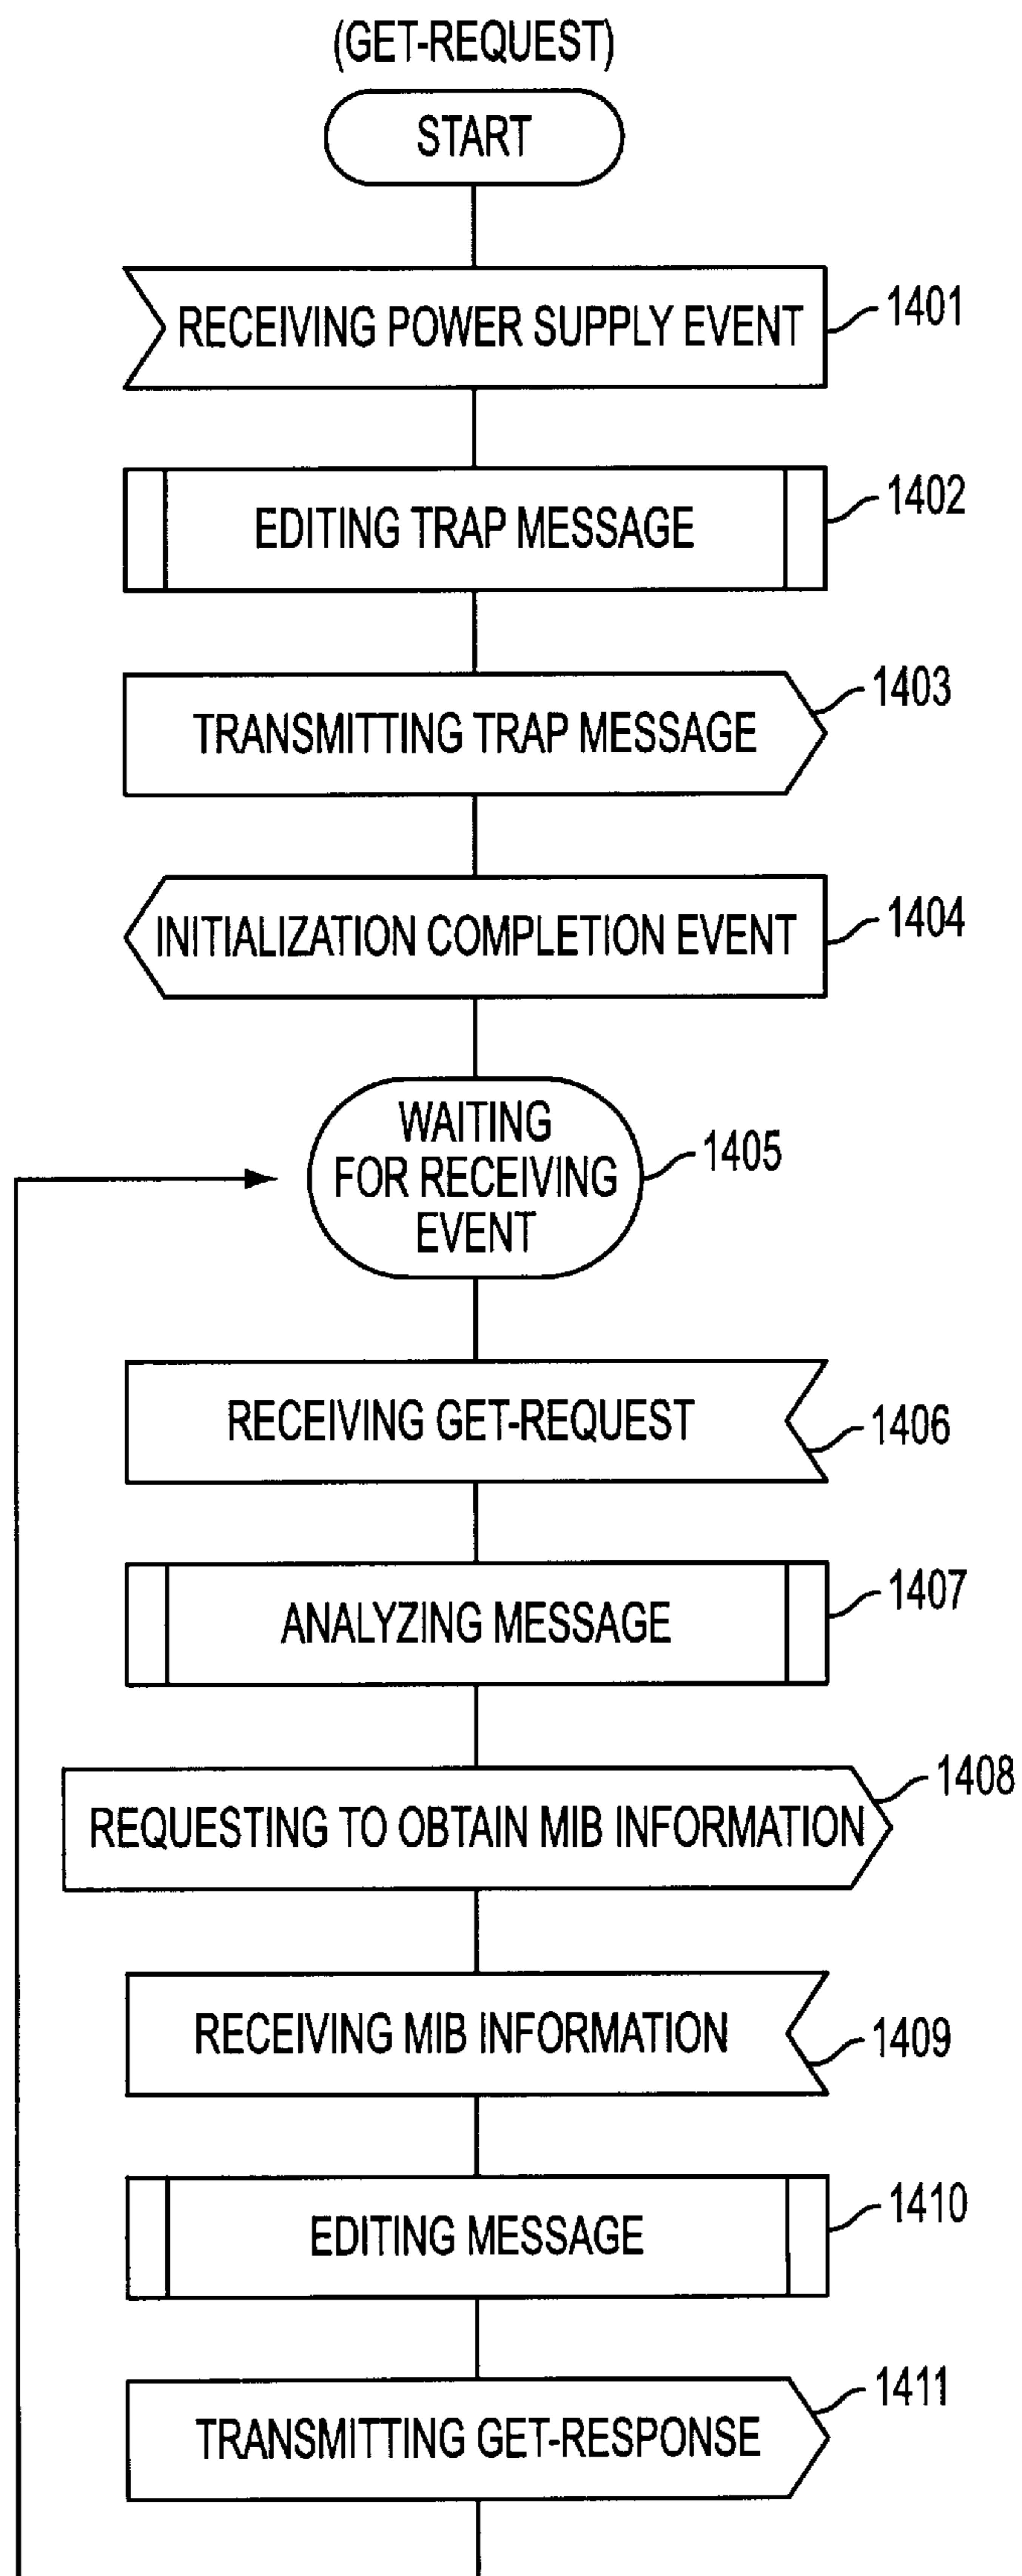 (GET-REQUEST)
START
RECEIVING POWER SUPPLY EVENT
1401
EDITING TRAP MESSAGE
1402
TRANSMITTING TRAP MESSAGE
1403
INITIALIZATION COMPLETION EVENT
1404
WAITING
FOR RECEIVING
EVENT
1405
RECEIVING GET-REQUEST
1406
ANALYZING MESSAGE
1407
REQUESTING TO OBTAIN MIB INFORMATION
1408
RECEIVING MIB INFORMATION
1409
EDITING MESSAGE
1410
TRANSMITTING GET-RESPONSE
1411